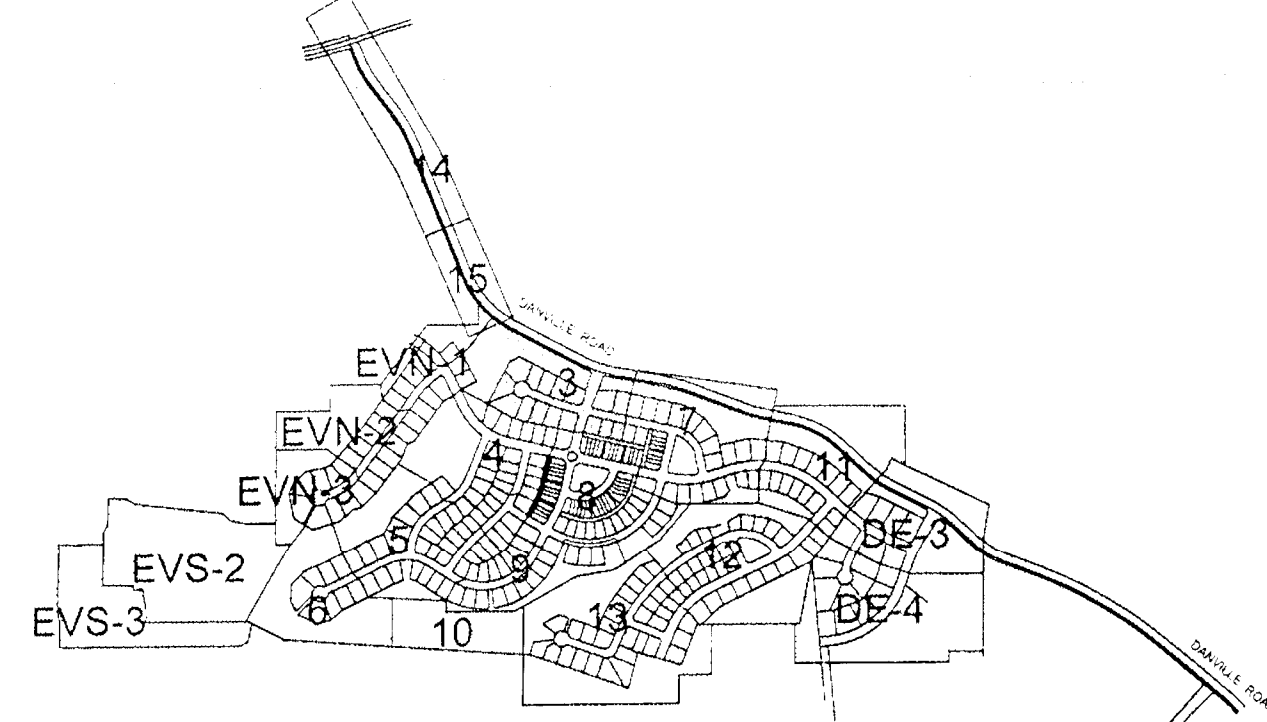 14
15
DANVILLE ROAD
EVN-1
3
7
EVN-2
4
11
EVN-3
8
5
DE-3
12
EVS-2
9
6
13
DE-4
EVS-3
10
DANVILLE ROAD